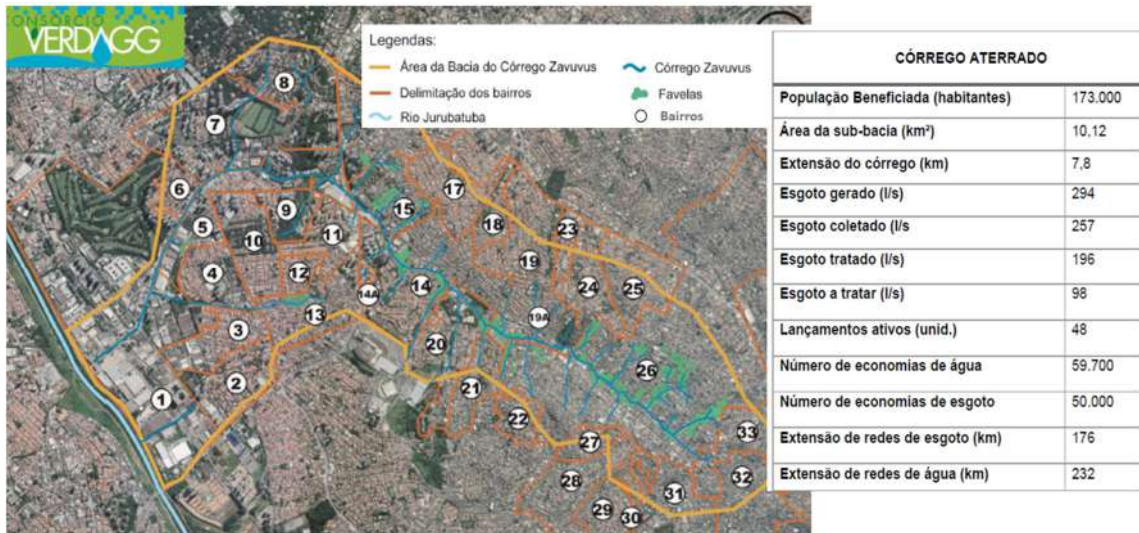 ONSÓRCIO
VERDAGG
Legendas:
Área da Bacia do Córrego Zavuvus
Delimitação dos bairros
Rio Jurubatuba
Córrego Zavuvus
Favelas
Bairros
8
7
6
5
9
10
11
4
12
3
13
14A
2
1
15
14
17
18
19
23
24
25
19A
20
21
22
26
27
28
29
30
31
32
33
CÓRREGO ATERRADO
População Beneficiada (habitantes) 173.000
Área da sub-bacia (km²) 10,12
Extensão do córrego (km) 7,8
Esgoto gerado (l/s) 294
Esgoto coletado (l/s 257
Esgoto tratado (l/s) 196
Esgoto a tratar (l/s) 98
Lançamentos ativos (unid.) 48
Número de economias de água 59.700
Número de economias de esgoto 50.000
Extensão de redes de esgoto (km) 176
Extensão de redes de água (km) 232